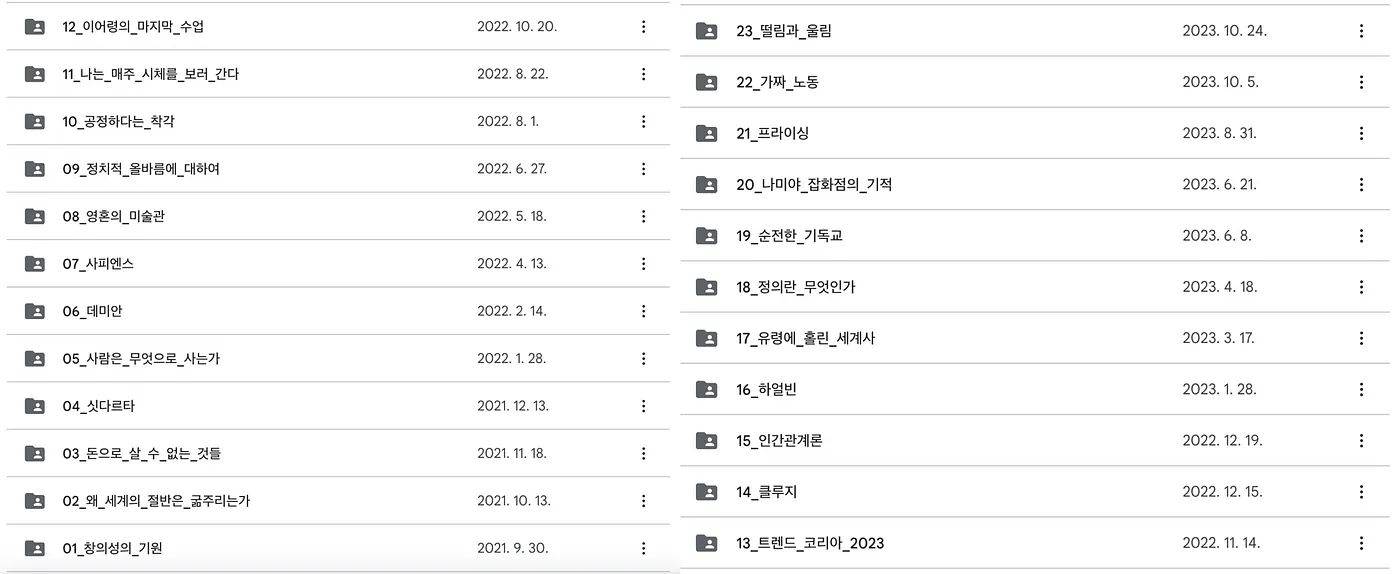 12_이어령의_마지막_수업 2022. 10. 20.
11_나는_매주_시체를_보러_간다 2022. 8. 22.
10_공정하다는_착각 2022. 8. 1.
09_정치적_올바름에_대하여 2022. 6. 27.
08_영혼의_미술관 2022. 5. 18.
07_사피엔스 2022. 4. 13.
06_데미안 2022. 2. 14.
05_사람은_무엇으로_사는가 2022. 1. 28.
04_싯다르타 2021. 12. 13.
03_돈으로_살_수_없는_것들 2021. 11. 18.
02_왜_세계의_절반은_굶주리는가 2021. 10. 13.
01_창의성의_기원 2021. 9. 30.
23_떨림과_울림 2023. 10. 24.
22_가짜_노동 2023. 10. 5.
21_프라이싱 2023. 8. 31.
20_나미야_잡화점의_기적 2023. 6. 21.
19_순전한_기독교 2023. 6. 8.
18_정의란_무엇인가 2023. 4. 18.
17_유령에_홀린_세계사 2023. 3. 17.
16_하얼빈 2023. 1. 28.
15_인간관계론 2022. 12. 19.
14_클루지 2022. 12. 15.
13_트렌드_코리아_2023 2022. 11. 14.